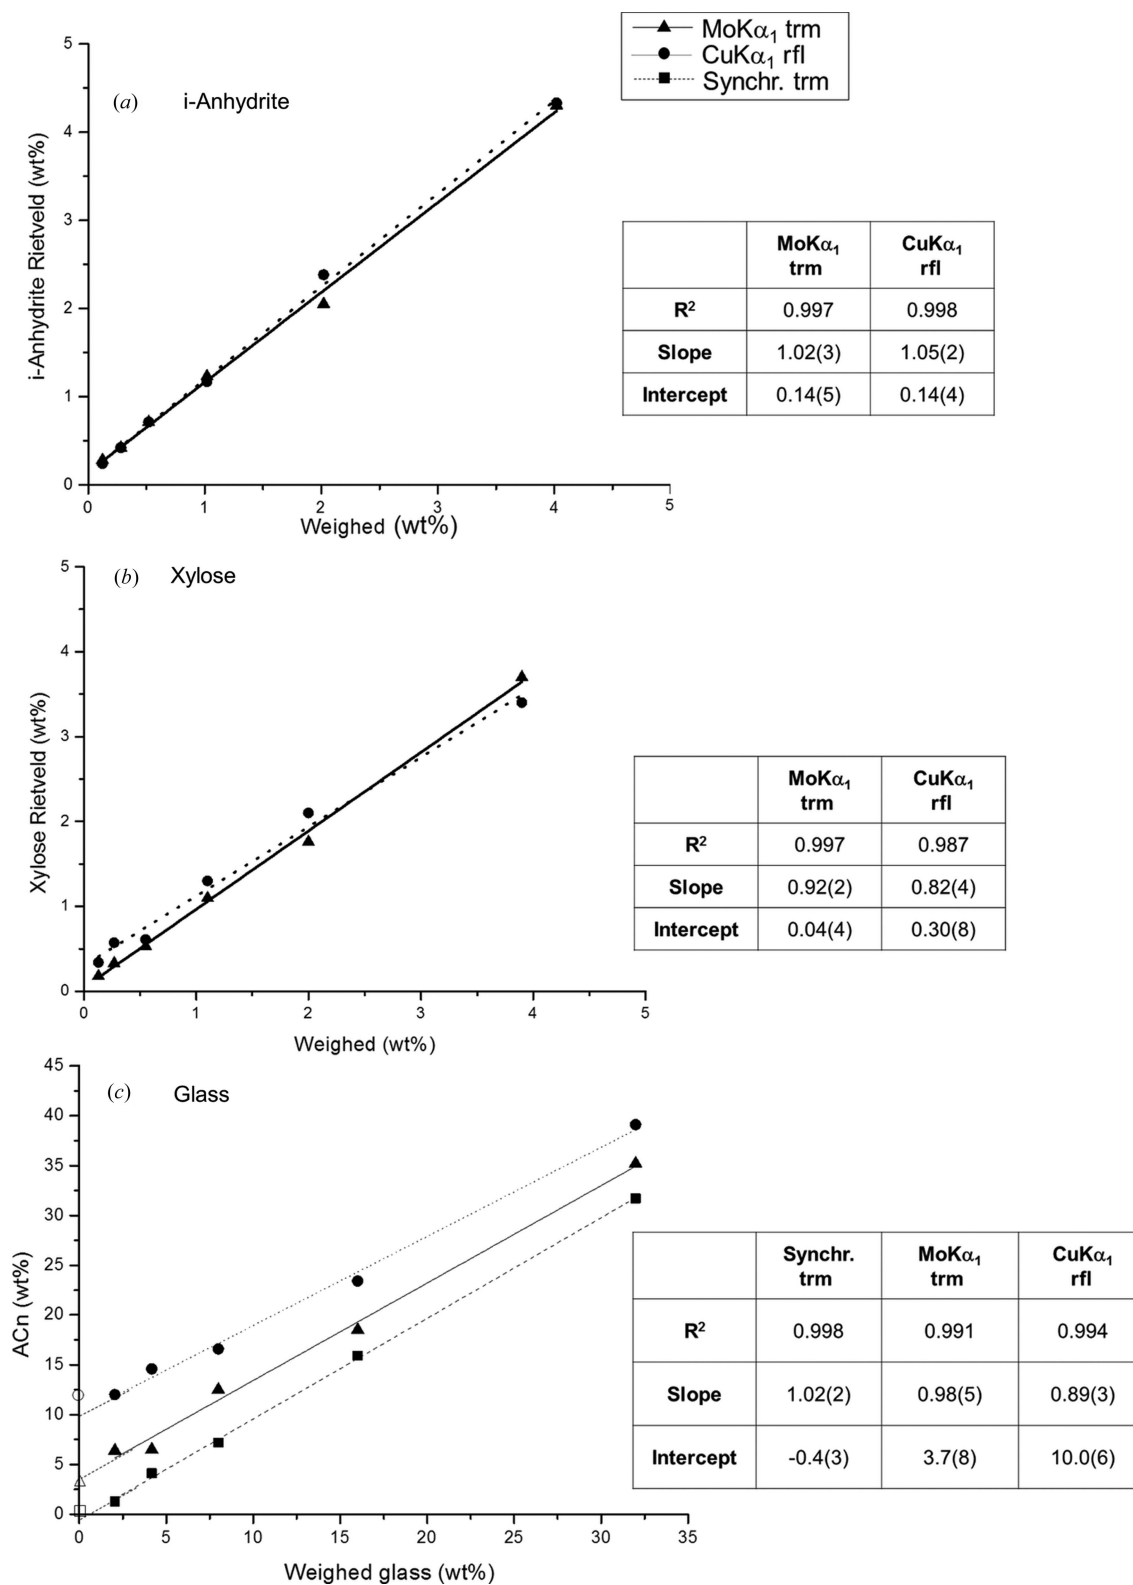 MoKα₁ trm
CuKα₁ rfl
Synchr. trm
(a) i-Anhydrite
i-Anhydrite Rietveld (wt%)
5
4
3
2
1
0
0 1 2 3 4 5
Weighed (wt%)
MoKα₁ trm CuKα₁ rfl
R² 0.997 0.998
Slope 1.02(3) 1.05(2)
Intercept 0.14(5) 0.14(4)
(b) Xylose
Xylose Rietveld (wt%)
5
4
3
2
1
0
0 1 2 3 4 5
Weighed (wt%)
MoKα₁ trm CuKα₁ rfl
R² 0.997 0.987
Slope 0.92(2) 0.82(4)
Intercept 0.04(4) 0.30(8)
(c) Glass
ACn (wt%)
45
40
35
30
25
20
15
10
5
0
0 5 10 15 20 25 30 35
Weighed glass (wt%)
Synchr. trm MoKα₁ trm CuKα₁ rfl
R² 0.998 0.991 0.994
Slope 1.02(2) 0.98(5) 0.89(3)
Intercept -0.4(3) 3.7(8) 10.0(6)